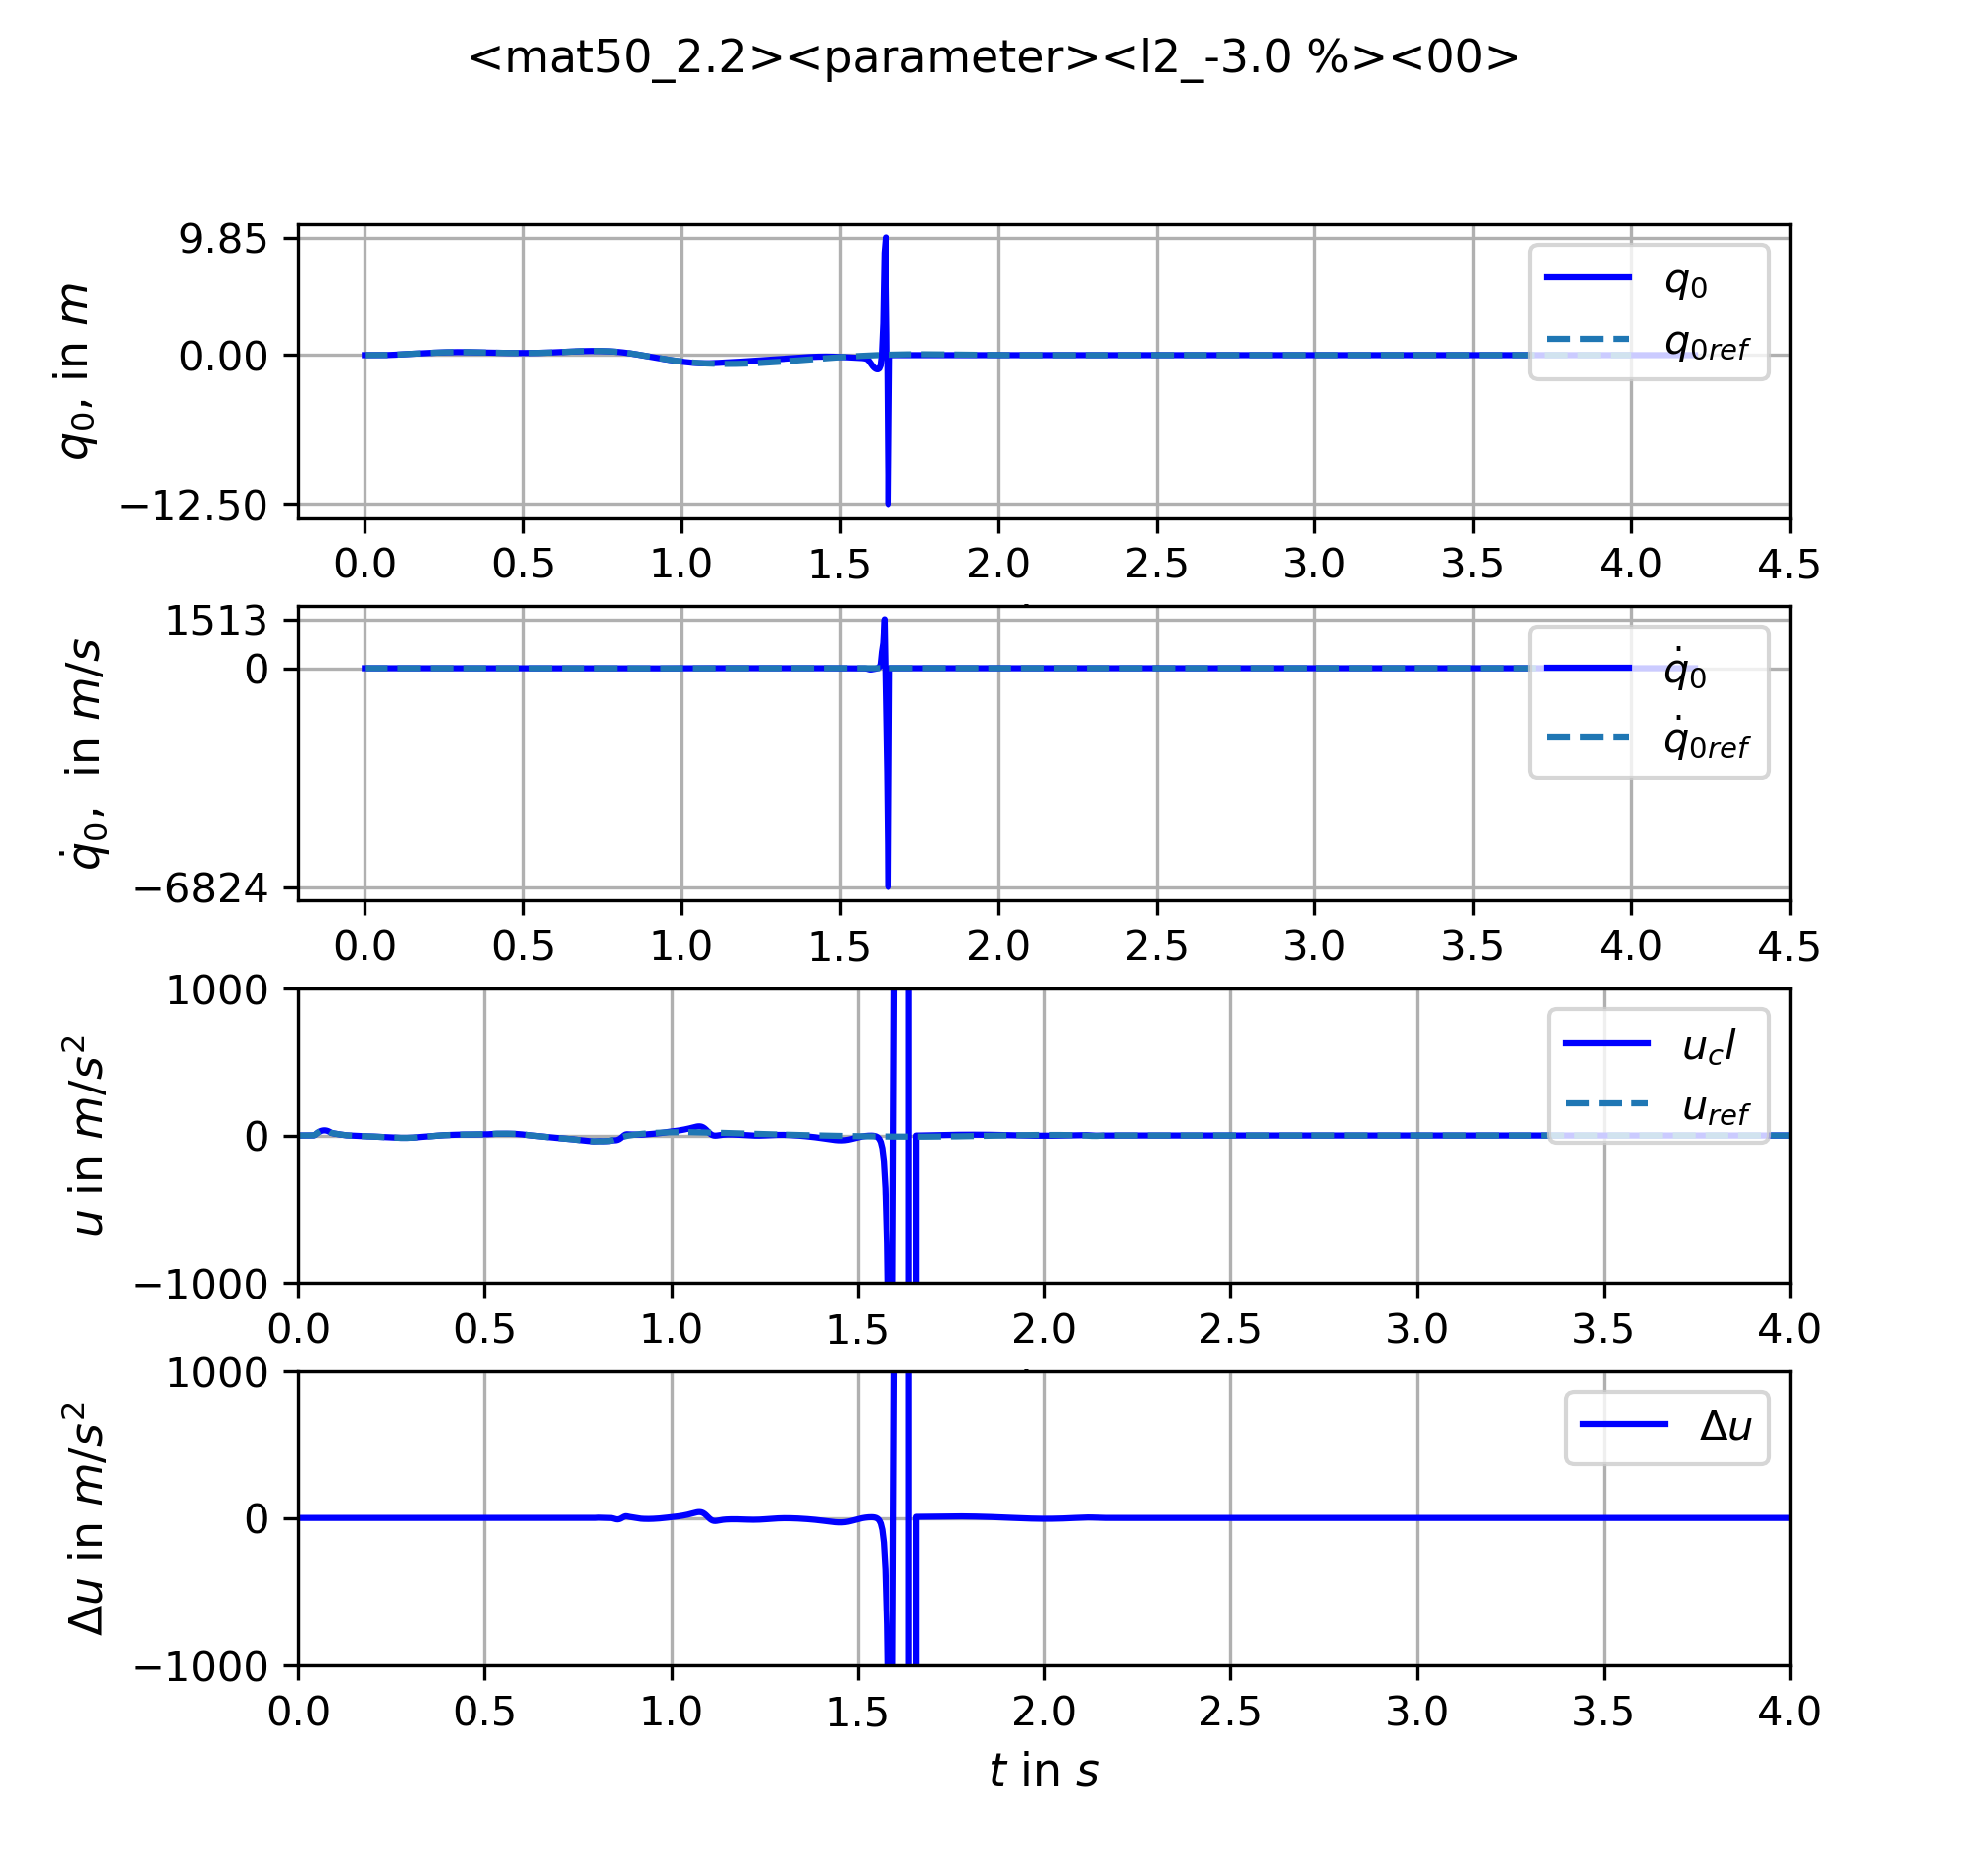 <mat50_2.2><parameter><l2_-3.0 %><00>
q₀, in m
9.85
0.00
−12.50
q₀
q₀ref
0.0 0.5 1.0 1.5 2.0 2.5 3.0 3.5 4.0 4.5
q̇₀, in m/s
1513
0
−6824
q̇₀
q̇₀ref
0.0 0.5 1.0 1.5 2.0 2.5 3.0 3.5 4.0 4.5
u in m/s²
1000
0
−1000
u_cl
u_ref
0.0 0.5 1.0 1.5 2.0 2.5 3.0 3.5 4.0
Δu in m/s²
1000
0
−1000
Δu
0.0 0.5 1.0 1.5 2.0 2.5 3.0 3.5 4.0
t in s